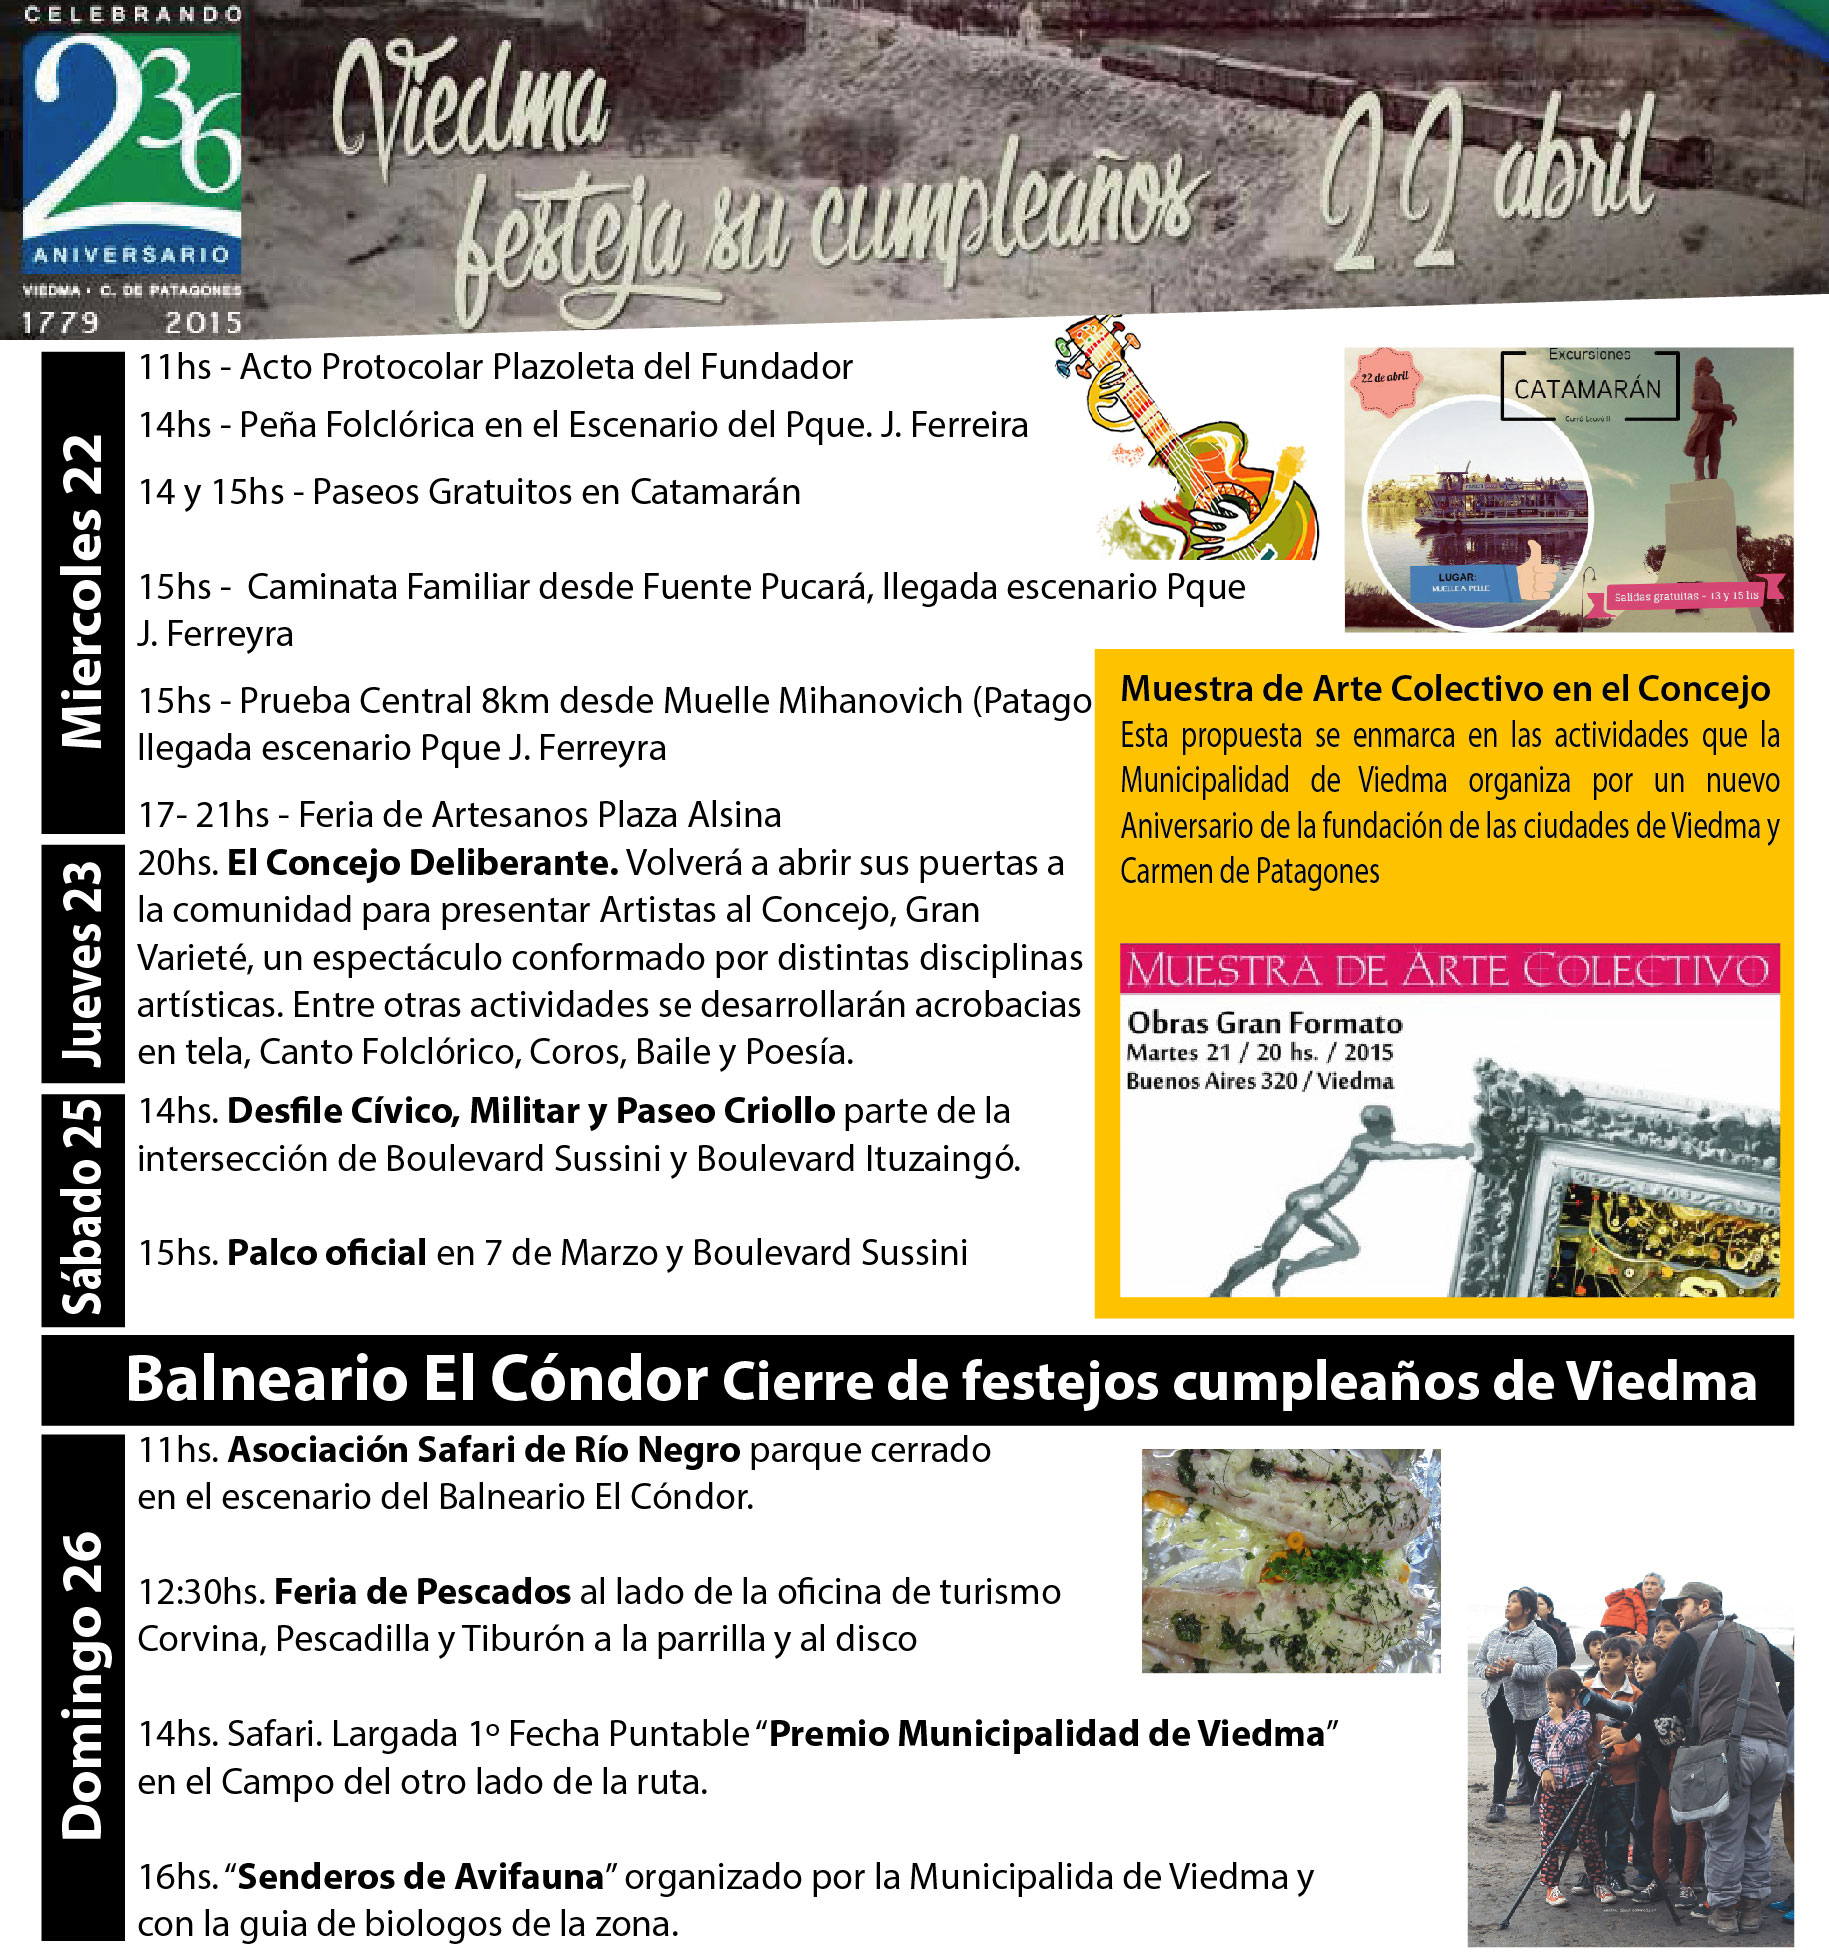 CELEBRANDO
236
ANIVERSARIO
VIEDMA · C. DE PATAGONES
1779 2015
Viedma
festeja su cumpleaños 22 abril
Miercoles 22
11hs - Acto Protocolar Plazoleta del Fundador
14hs - Peña Folclórica en el Escenario del Pque. J. Ferreira
14 y 15hs - Paseos Gratuitos en Catamarán
15hs - Caminata Familiar desde Fuente Pucará, llegada escenario Pque
J. Ferreyra
15hs - Prueba Central 8km desde Muelle Mihanovich (Patago
llegada escenario Pque J. Ferreyra
17- 21hs - Feria de Artesanos Plaza Alsina
22 de abril
Excursiones
CATAMARÁN
Currú Leuvú II
LUGAR:
MUELLE A PELLE
Salidas gratuitas - 13 y 15 hs
Jueves 23
20hs. El Concejo Deliberante. Volverá a abrir sus puertas a
la comunidad para presentar Artistas al Concejo, Gran
Varieté, un espectáculo conformado por distintas disciplinas
artísticas. Entre otras actividades se desarrollarán acrobacias
en tela, Canto Folclórico, Coros, Baile y Poesía.
Sábado 25
14hs. Desfile Cívico, Militar y Paseo Criollo parte de la
intersección de Boulevard Sussini y Boulevard Ituzaingó.
15hs. Palco oficial en 7 de Marzo y Boulevard Sussini
Muestra de Arte Colectivo en el Concejo
Esta propuesta se enmarca en las actividades que la
Municipalidad de Viedma organiza por un nuevo
Aniversario de la fundación de las ciudades de Viedma y
Carmen de Patagones
MUESTRA DE ARTE COLECTIVO
Obras Gran Formato
Martes 21 / 20 hs. / 2015
Buenos Aires 320 / Viedma
Balneario El Cóndor Cierre de festejos cumpleaños de Viedma
Domingo 26
11hs. Asociación Safari de Río Negro parque cerrado
en el escenario del Balneario El Cóndor.
12:30hs. Feria de Pescados al lado de la oficina de turismo
Corvina, Pescadilla y Tiburón a la parrilla y al disco
14hs. Safari. Largada 1º Fecha Puntable “Premio Municipalidad de Viedma”
en el Campo del otro lado de la ruta.
16hs. “Senderos de Avifauna” organizado por la Municipalida de Viedma y
con la guia de biologos de la zona.